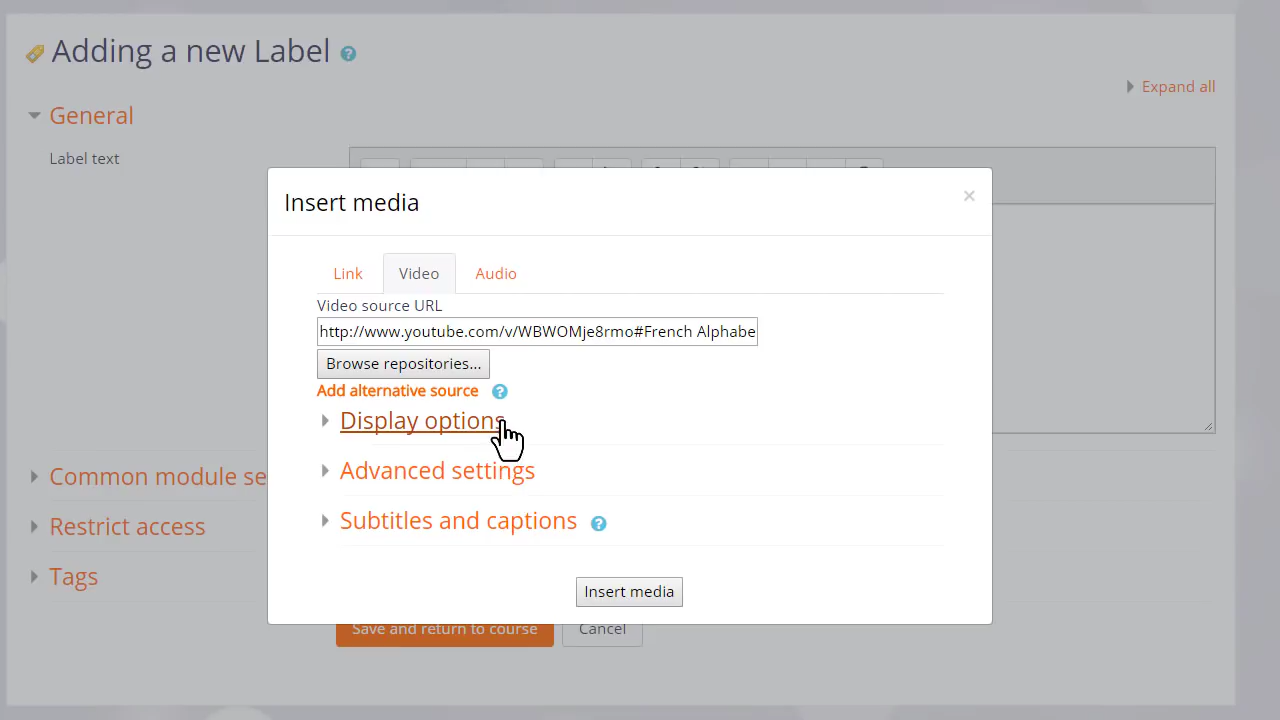 Adding a new Label
Expand all
General
Label text
Insert media
Link Video Audio
Video source URL
http://www.youtube.com/v/WBWOMje8rmo#French Alphabe
Browse repositories...
Add alternative source
Display options
Advanced settings
Common module se
Subtitles and captions
Restrict access
Tags
Insert media
Save and return to course
Cancel